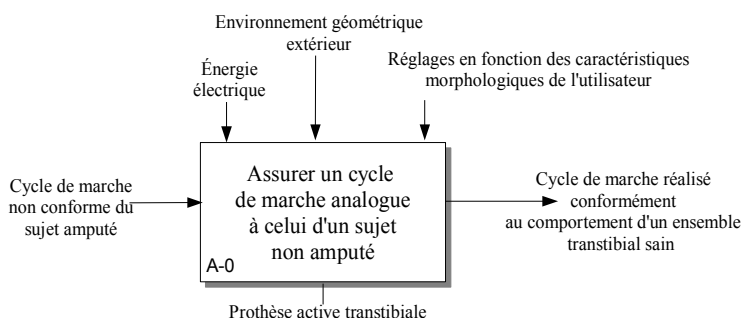 Environnement géométrique
extérieur
Énergie
électrique
Réglages en fonction des caractéristiques
morphologiques de l'utilisateur
Cycle de marche
non conforme du
sujet amputé
Assurer un cycle
de marche analogue
à celui d'un sujet
non amputé
A-0
Cycle de marche réalisé
conformément
au comportement d'un ensemble
transtibial sain
Prothèse active transtibiale